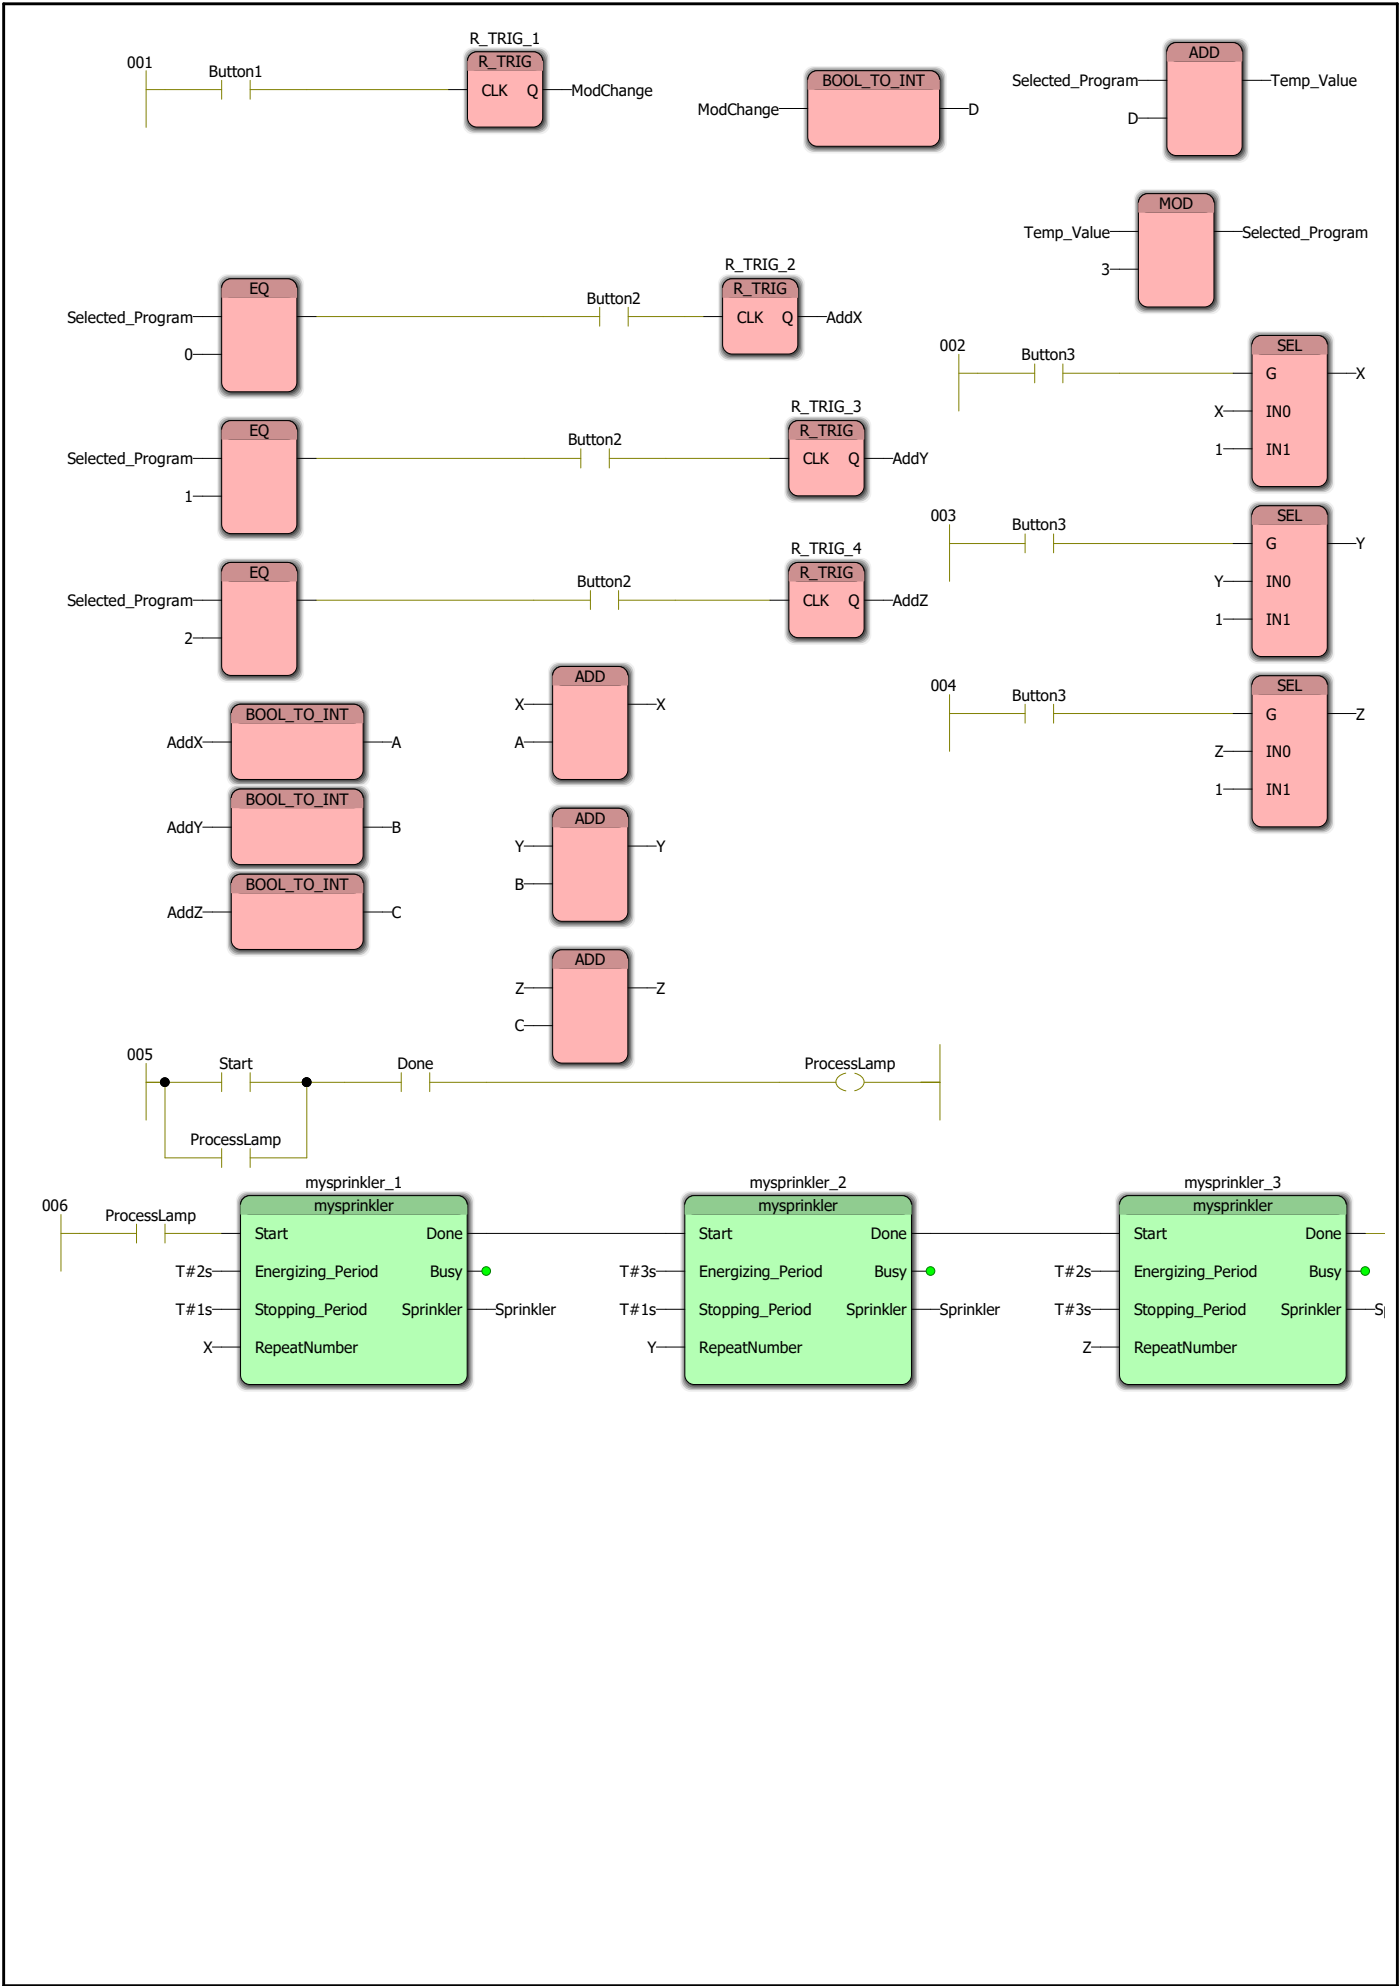 R_TRIG_1
001
Button1
R_TRIG
CLK Q
ModChange
ModChange
BOOL_TO_INT
D
ADD
Selected_Program
Temp_Value
D
MOD
Temp_Value
Selected_Program
3
EQ
Selected_Program
0
Button2
R_TRIG_2
R_TRIG
CLK Q
AddX
002
Button3
SEL
G
X
X
IN0
1
IN1
EQ
Selected_Program
1
Button2
R_TRIG_3
R_TRIG
CLK Q
AddY
003
Button3
SEL
G
Y
Y
IN0
1
IN1
EQ
Selected_Program
2
Button2
R_TRIG_4
R_TRIG
CLK Q
AddZ
004
Button3
SEL
G
Z
Z
IN0
1
IN1
BOOL_TO_INT
AddX
A
BOOL_TO_INT
AddY
B
BOOL_TO_INT
AddZ
C
ADD
X
X
A
ADD
Y
Y
B
ADD
Z
Z
C
005
Start
Done
ProcessLamp
ProcessLamp
006
ProcessLamp
mysprinkler_1
mysprinkler
Start Done
T#2s Energizing_Period Busy
T#1s Stopping_Period Sprinkler Sprinkler
X RepeatNumber
mysprinkler_2
mysprinkler
Start Done
T#3s Energizing_Period Busy
T#1s Stopping_Period Sprinkler Sprinkler
Y RepeatNumber
mysprinkler_3
mysprinkler
Start Done
T#2s Energizing_Period Busy
T#3s Stopping_Period Sprinkler
Z RepeatNumber